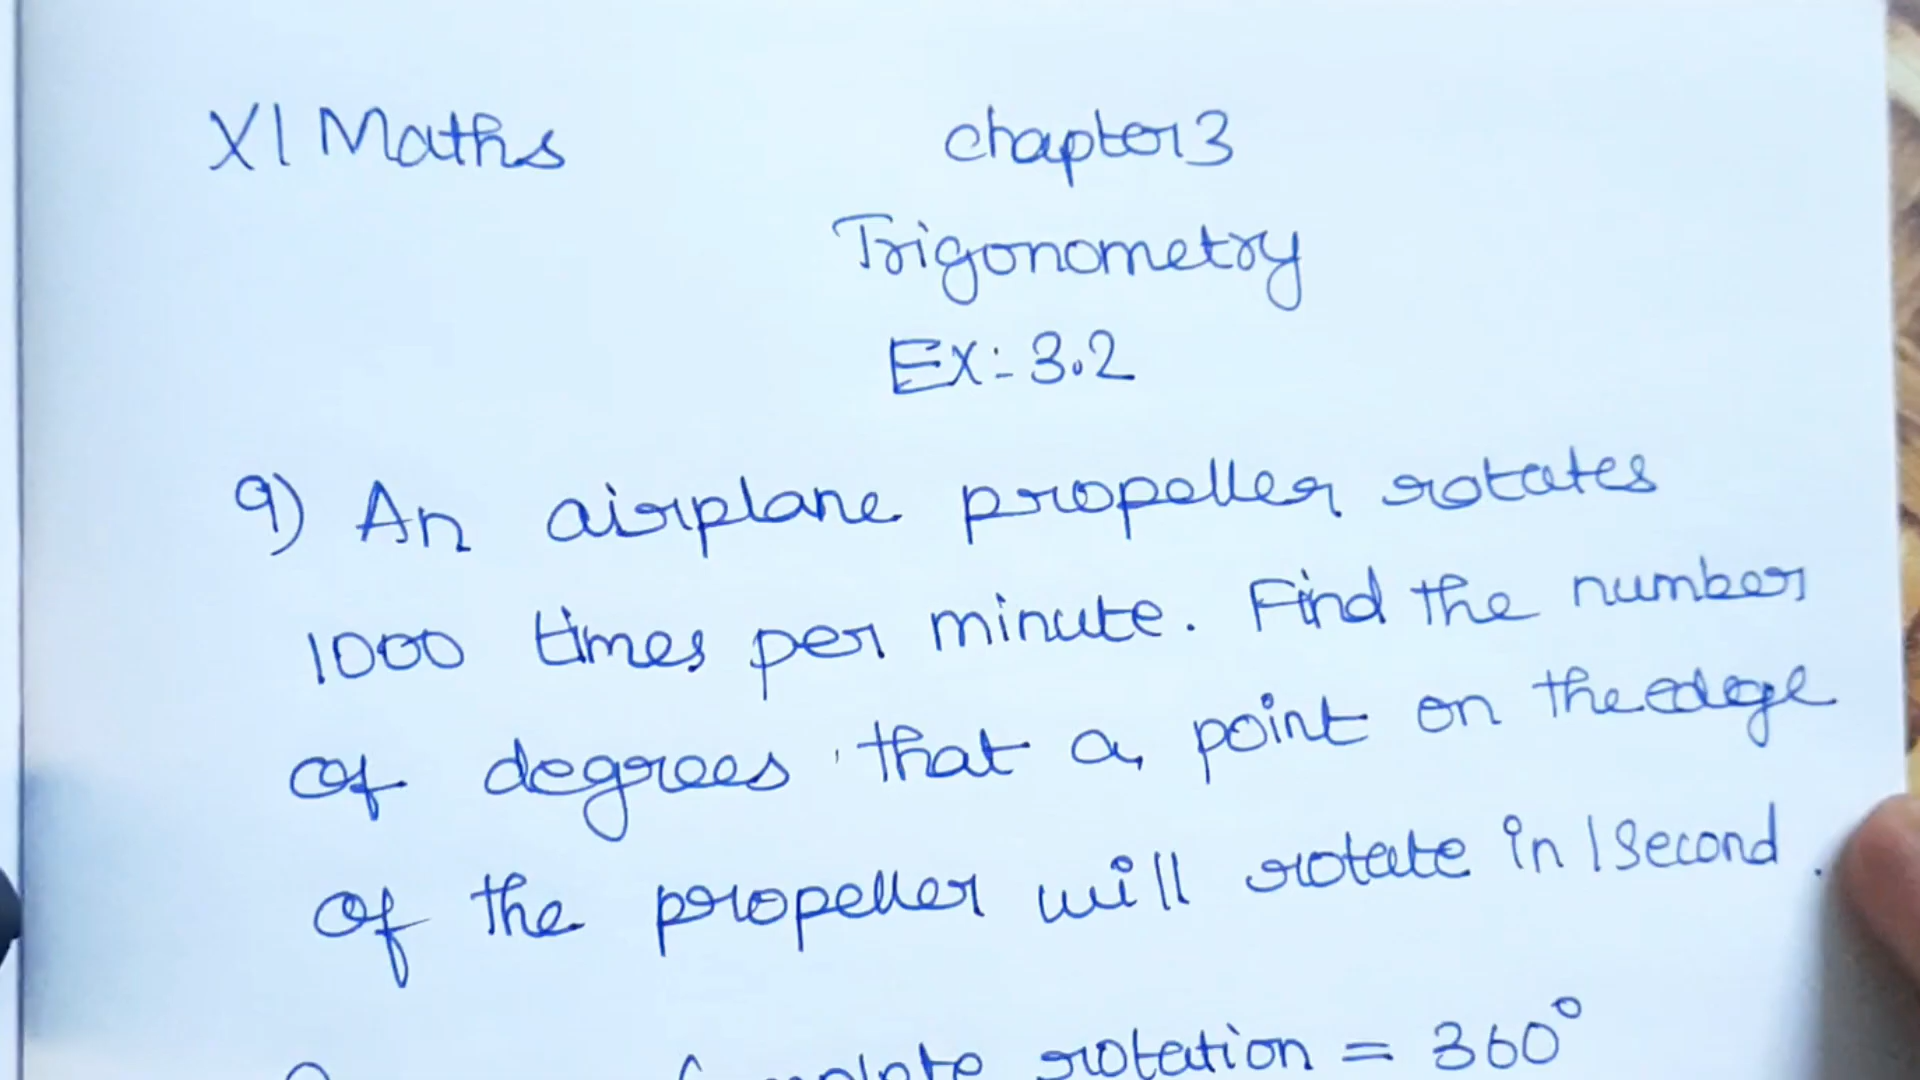 XI Maths
chapter 3
Trigonometry
EX:- 3.2
9) An airplane propeller rotates
1000 times per minute. Find the number
of degrees that a point on the edge
of the propeller will rotate in 1 second.
rotation = 360°